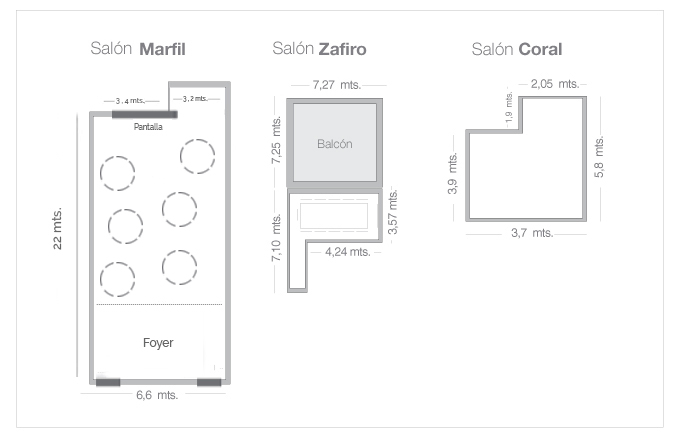 Salón Marfil
3.4 mts.
3,2 mts.
Pantalla
22 mts.
Foyer
6,6 mts.
Salón Zafiro
7,27 mts.
7,25 mts.
Balcón
7,10 mts.
3,57 mts.
4,24 mts.
Salón Coral
2,05 mts.
1,9 mts.
3,9 mts.
5,8 mts.
3,7 mts.